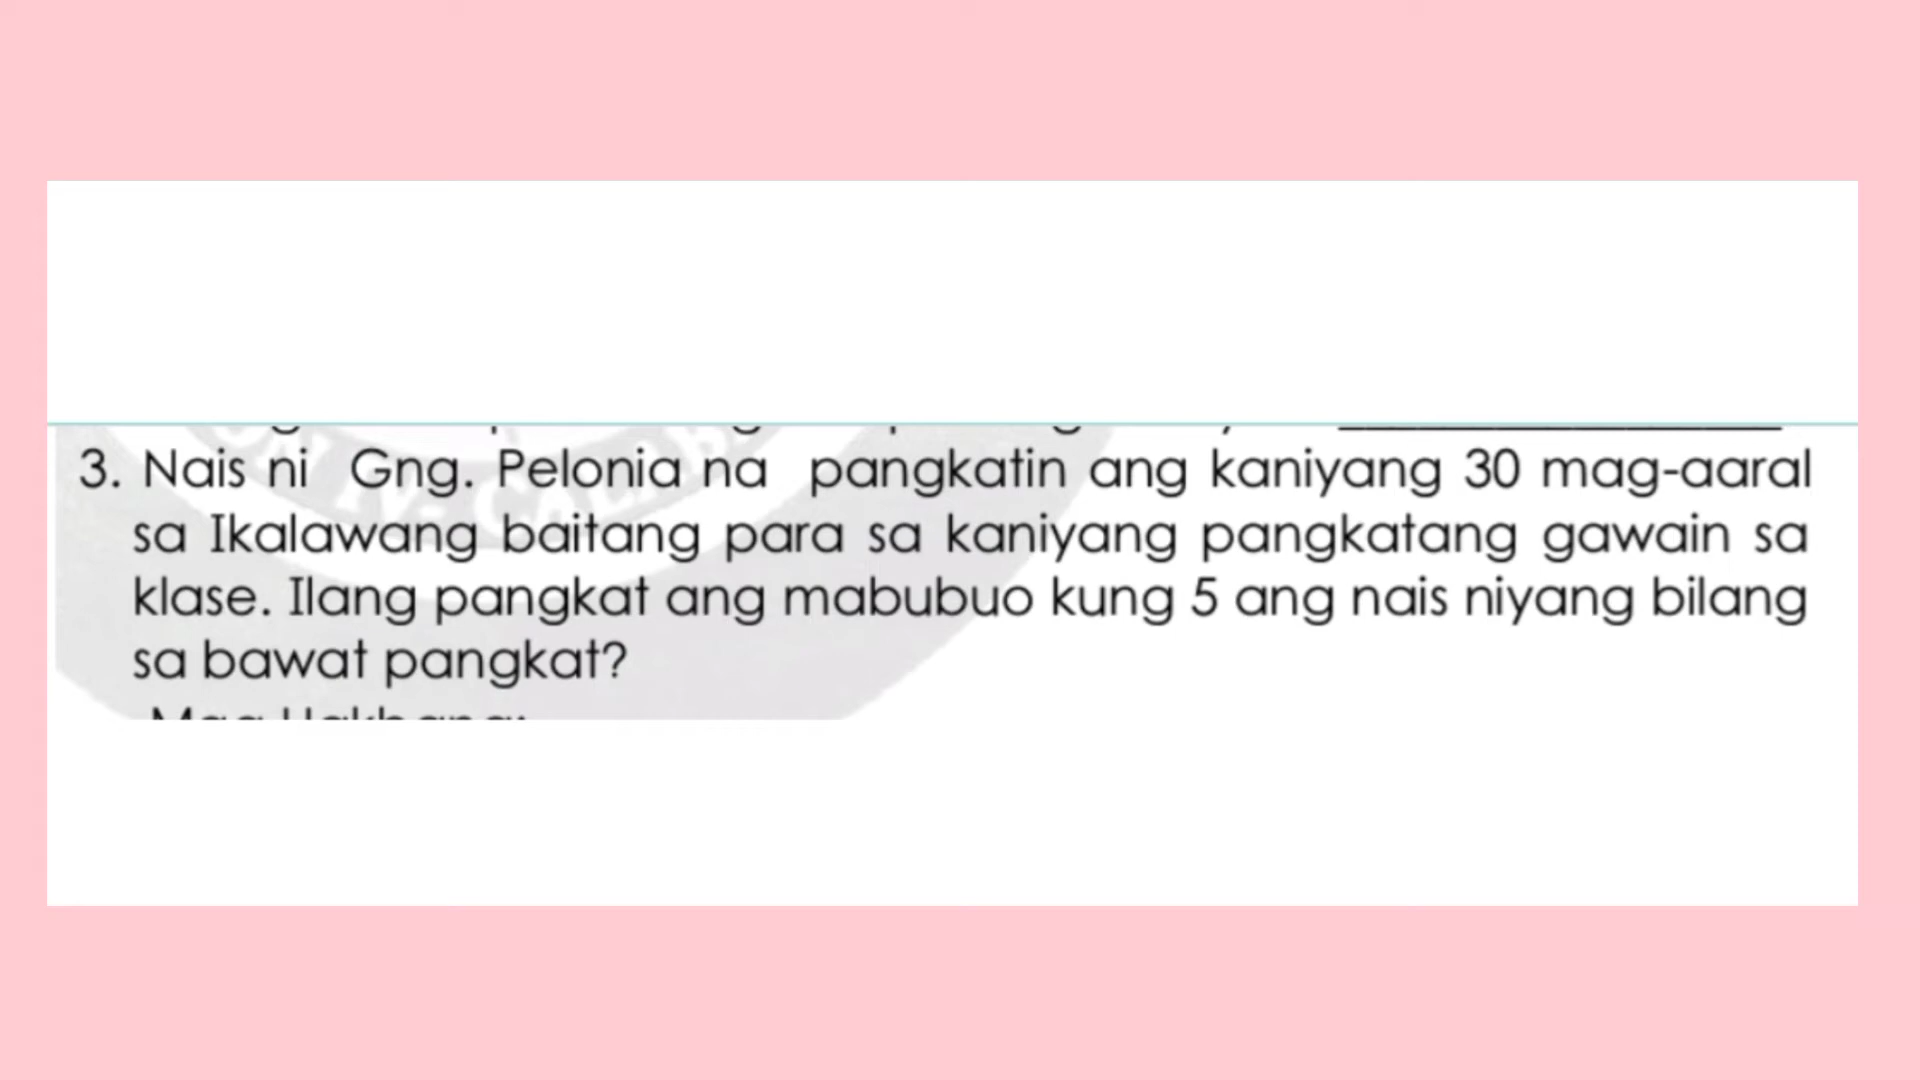 3. Nais ni Gng. Pelonia na pangkatin ang kaniyang 30 mag-aaral
sa Ikalawang baitang para sa kaniyang pangkatang gawain sa
klase. Ilang pangkat ang mabubuo kung 5 ang nais niyang bilang
sa bawat pangkat?